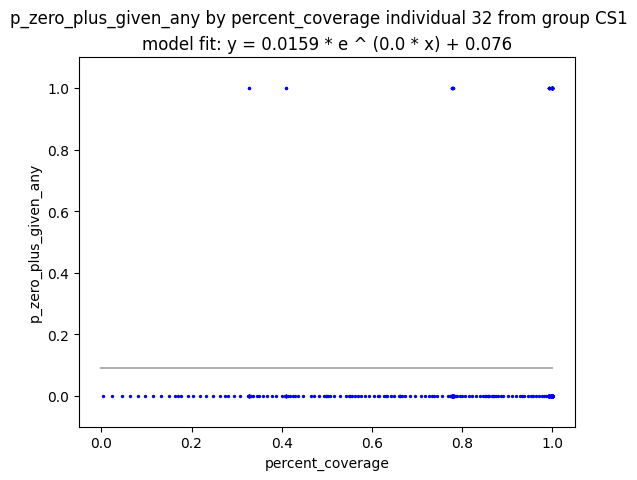 p_zero_plus_given_any by percent_coverage individual 32 from group CS1
model fit: y = 0.0159 * e ^ (0.0 * x) + 0.076
1.0
0.8
0.6
0.4
0.2
0.0
p_zero_plus_given_any
0.0 0.2 0.4 0.6 0.8 1.0
percent_coverage